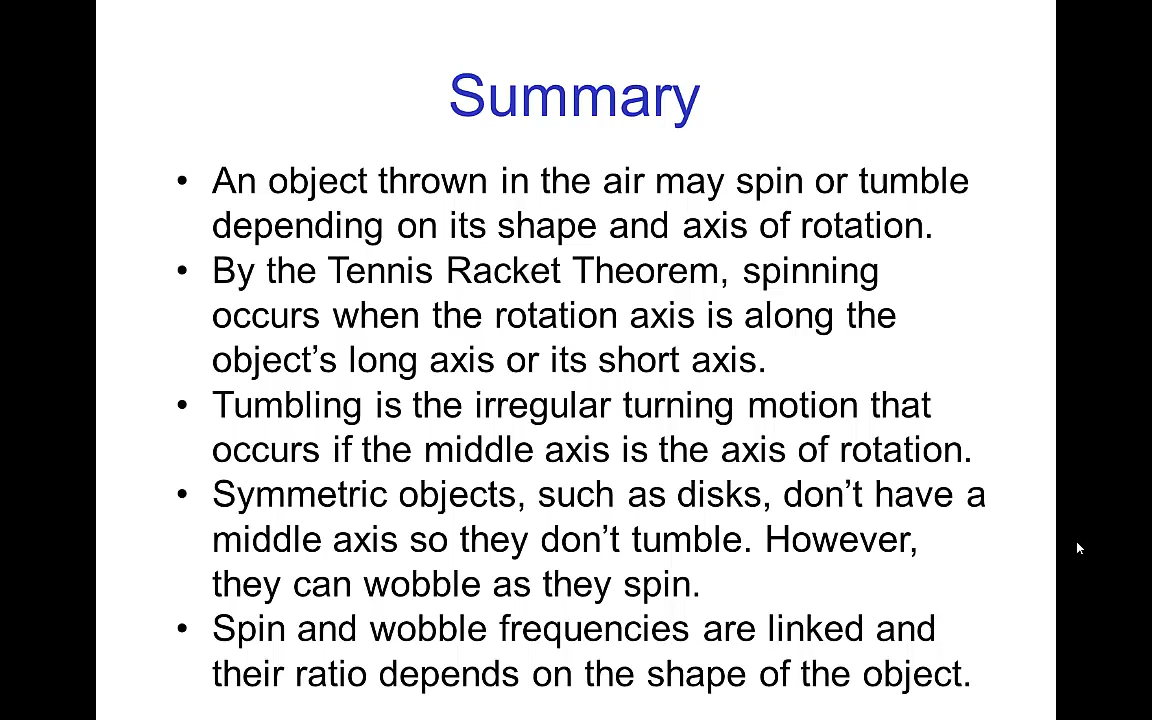 Summary
• An object thrown in the air may spin or tumble
depending on its shape and axis of rotation.
• By the Tennis Racket Theorem, spinning
occurs when the rotation axis is along the
object’s long axis or its short axis.
• Tumbling is the irregular turning motion that
occurs if the middle axis is the axis of rotation.
• Symmetric objects, such as disks, don’t have a
middle axis so they don’t tumble. However,
they can wobble as they spin.
• Spin and wobble frequencies are linked and
their ratio depends on the shape of the object.